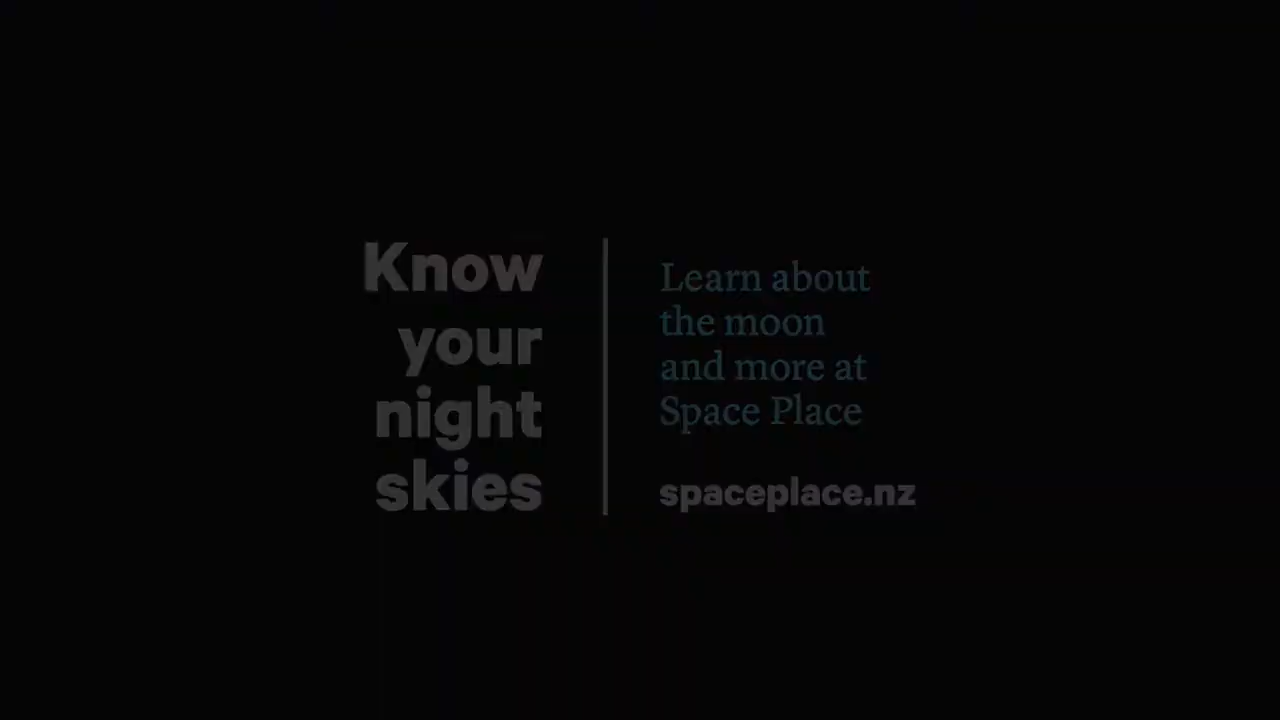 Know
your
night
skies
Learn about
the moon
and more at
Space Place
spaceplace.nz